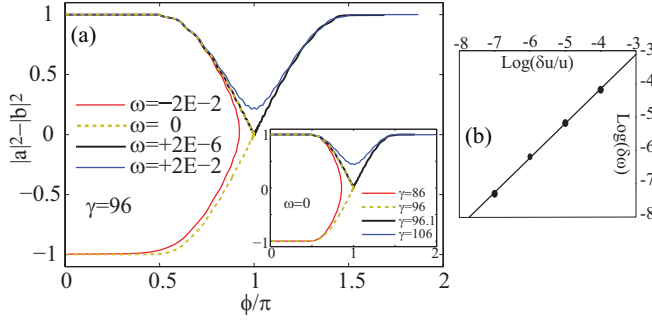 (a)
|a|²−|b|²
1
0.5
0
−0.5
−1
ω=−2E−2
ω= 0
ω=+2E−6
ω=+2E−2
γ=96
0 0.5 1 1.5 2
ϕ/π
1
0
−1
0 1 2
ω=0
γ=86
γ=96
γ=96.1
γ=106
-8 -7 -6 -5 -4 -3
Log(δu/u)
(b)
Log(δω)
-3
-4
-5
-6
-7
-8